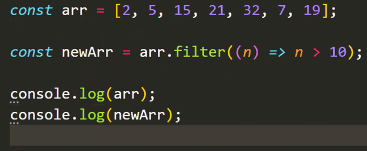 const arr = [2, 5, 15, 21, 32, 7, 19];
const newArr = arr.filter((n) => n > 10);
console.log(arr);
console.log(newArr);